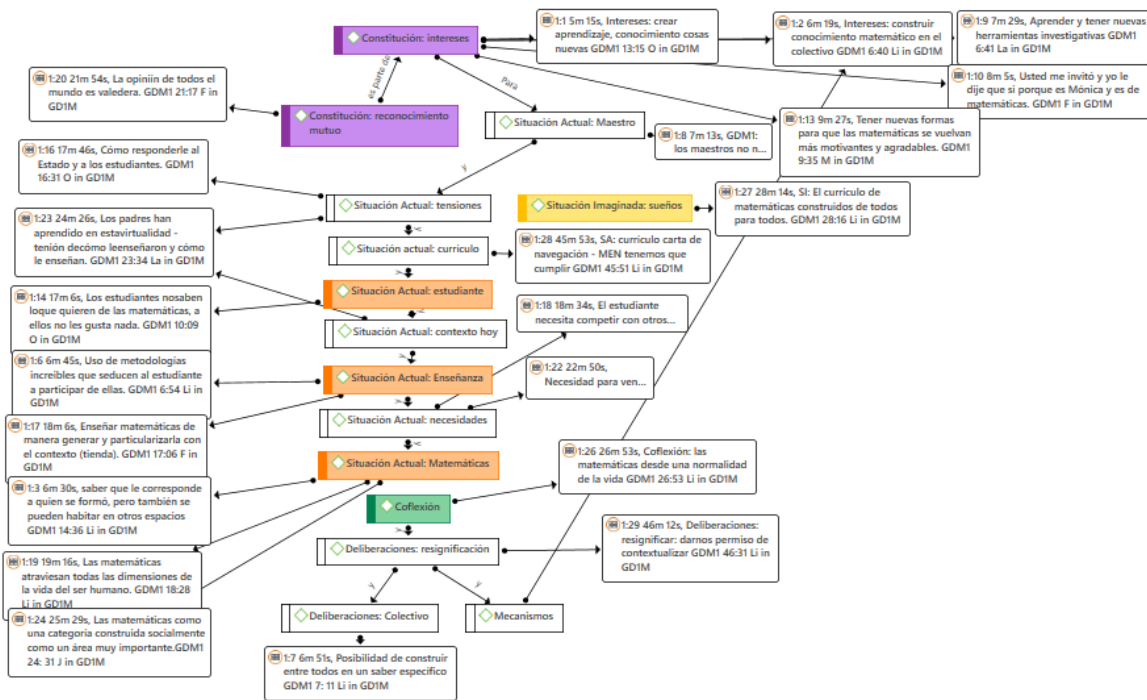 Constitución: intereses
1:1 5m 15s, Intereses: crear
aprendizaje, conocimiento cosas
nuevas GDM1 13:15 O in GD1M
1:2 6m 19s, Intereses: construir
conocimiento matemático en el
colectivo GDM1 6:40 Li in GD1M
1:9 7m 29s, Aprender y tener nuevas
herramientas investigativas GDM1
6:41 La in GD1M
1:20 21m 54s, La opiniin de todos el
mundo es valedera. GDM1 21:17 F in
GD1M
es parte de
Para
1:10 8m 5s, Usted me invitó y yo le
dije que si porque es Mónica y es de
matemáticas. GDM1 F in GD1M
Constitución: reconocimiento
mutuo
Situación Actual: Maestro
1:8 7m 13s, GDM1:
los maestros no n...
1:13 9m 27s, Tener nuevas formas
para que las matemáticas se vuelvan
más motivantes y agradables. GDM1
9:35 M in GD1M
1:16 17m 46s, Cómo responderle al
Estado y a los estudiantes. GDM1
16:31 O in GD1M
y
Situación Actual: tensiones
Situación Imaginada: sueños
1:27 28m 14s, SI: El curriculo de
matemáticas construidos de todos
para todos. GDM1 28:16 Li in GD1M
1:23 24m 26s, Los padres han
aprendido en estavirtualidad -
tenión decómo leenseñaron y cómo
le enseñan. GDM1 23:34 La in GD1M
y
Situación actual: currículo
1:28 45m 53s, SA: currículo carta de
navegación - MEN tenemos que
cumplir GDM1 45:51 Li in GD1M
y
Situación Actual: estudiante
1:14 17m 6s, Los estudiantes nosaben
loque quieren de las matemáticas, a
ellos no les gusta nada. GDM1 10:09
O in GD1M
y
Situación Actual: contexto hoy
1:18 18m 34s, El estudiante
necesita competir con otros...
y
1:6 6m 45s, Uso de metodologías
increíbles que seducen al estudiante
a participar de ellas. GDM1 6:54 Li in
GD1M
Situación Actual: Enseñanza
1:22 22m 50s,
Necesidad para ven...
y
Situación Actual: necesidades
1:17 18m 6s, Enseñar matemáticas de
manera generar y particularizarla con
el contexto (tienda). GDM1 17:06 F in
GD1M
y
Situación Actual: Matemáticas
1:26 26m 53s, Coflexión: las
matemáticas desde una normalidad
de la vida GDM1 26:53 Li in GD1M
1:3 6m 30s, saber que le corresponde
a quien se formó, pero también se
pueden habitar en otros espacios
GDM1 14:36 Li in GD1M
Coflexión
y
Deliberaciones: resignificación
1:29 46m 12s, Deliberaciones:
resignificar: darnos permiso de
contextualizar GDM1 46:31 Li in
GD1M
1:19 19m 16s, Las matemáticas
atraviesan todas las dimensiones de
la vida del ser humano. GDM1 18:28
Li in GD1M
y
y
Deliberaciones: Colectivo
Mecanismos
1:24 25m 29s, Las matemáticas como
una categoría construida socialmente
como un área muy importante.GDM1
24: 31 J in GD1M
1:7 6m 51s, Posibilidad de construir
entre todos en un saber específico
GDM1 7: 11 Li in GD1M